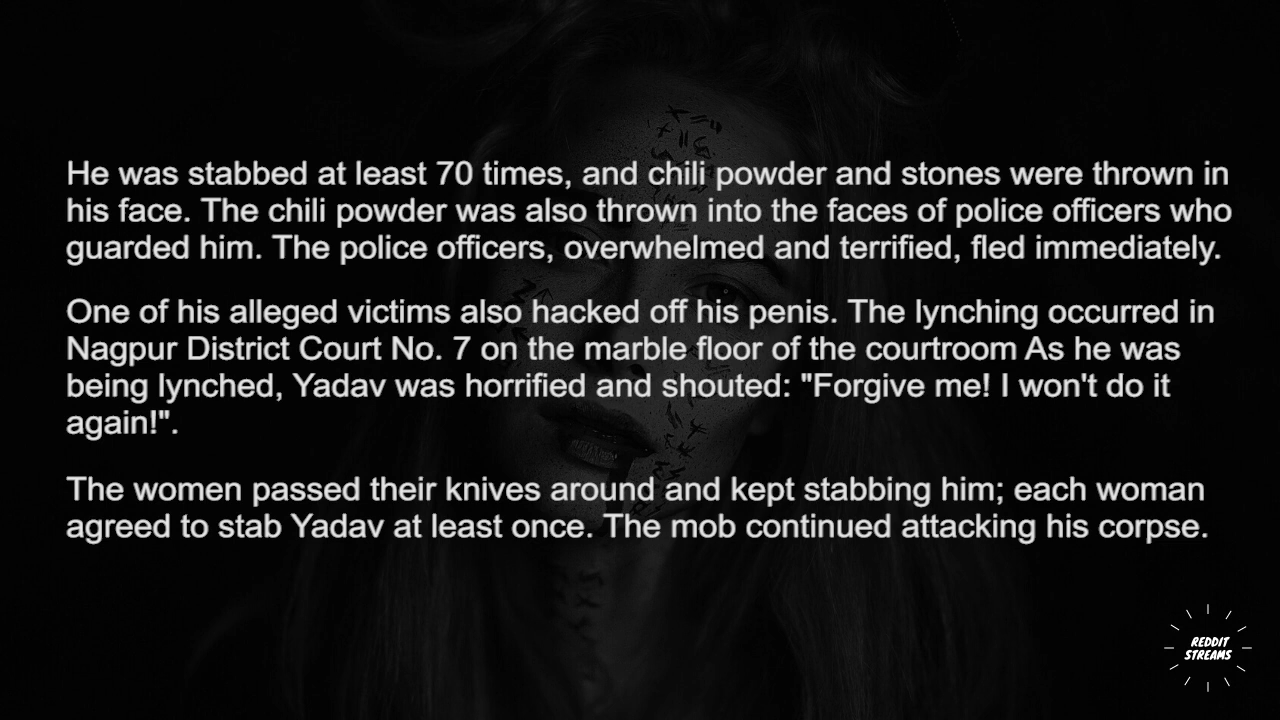 He was stabbed at least 70 times, and chili powder and stones were thrown in
his face. The chili powder was also thrown into the faces of police officers who
guarded him. The police officers, overwhelmed and terrified, fled immediately.
One of his alleged victims also hacked off his penis. The lynching occurred in
Nagpur District Court No. 7 on the marble floor of the courtroom As he was
being lynched, Yadav was horrified and shouted: "Forgive me! I won't do it
again!".
The women passed their knives around and kept stabbing him; each woman
agreed to stab Yadav at least once. The mob continued attacking his corpse.
REDDIT
STREAMS